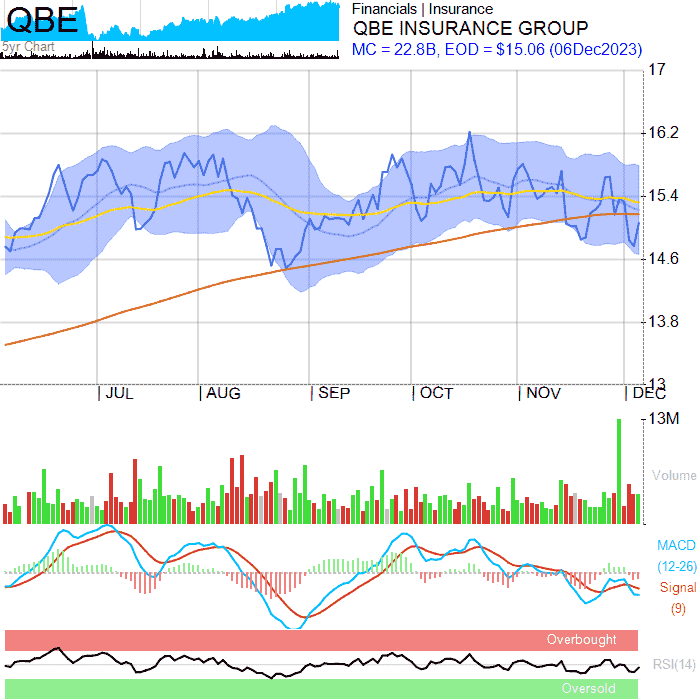 QBE
5yr Chart
Financials | Insurance
QBE INSURANCE GROUP
MC = 22.8B, EOD = $15.06 (06Dec2023)
17
16.2
15.4
14.6
13.8
13
JUL
AUG
SEP
OCT
NOV
DEC
13M
Volume
MACD
(12-26)
Signal
(9)
Overbought
RSI(14)
Oversold